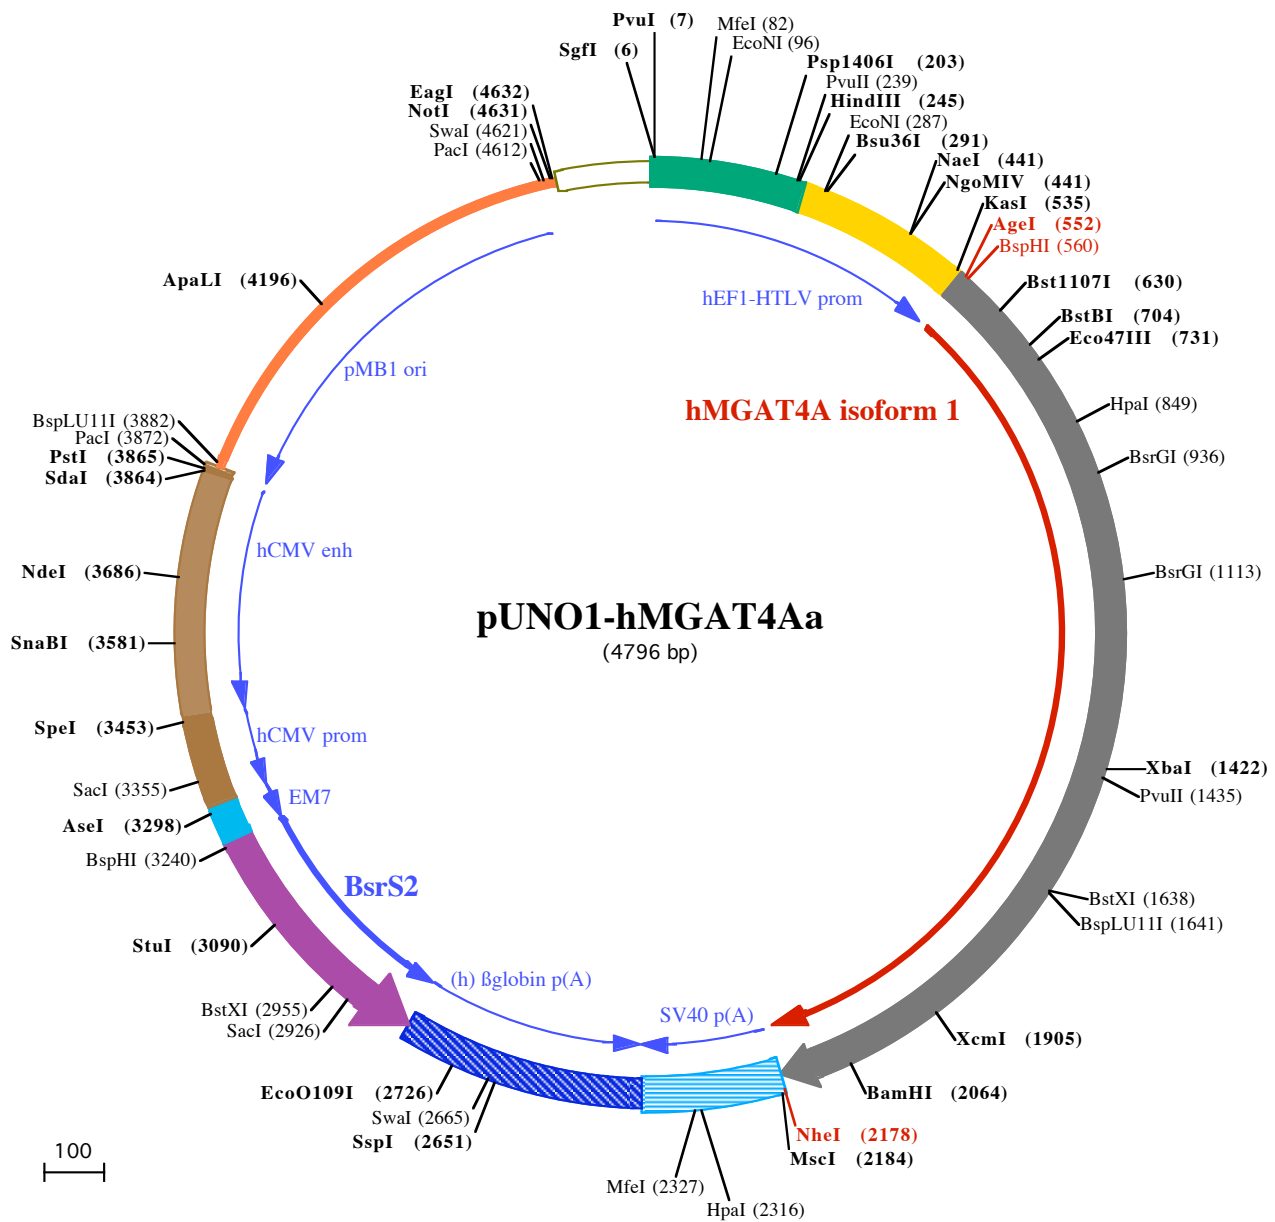 PvuI (7)
MfeI (82)
EcoNI (96)
SgfI (6)
Psp1406I (203)
PvuII (239)
HindIII (245)
EcoNI (287)
Bsu36I (291)
NaeI (441)
NgoMIV (441)
KasI (535)
AgeI (552)
BspHI (560)
Bst1107I (630)
BstBI (704)
Eco47III (731)
HpaI (849)
BsrGI (936)
BsrGI (1113)
XbaI (1422)
PvuII (1435)
BstXI (1638)
BspLU11I (1641)
XcmI (1905)
BamHI (2064)
NheI (2178)
MscI (2184)
HpaI (2316)
MfeI (2327)
SspI (2651)
SwaI (2665)
EcoO109I (2726)
SacI (2926)
BstXI (2955)
StuI (3090)
BspHI (3240)
AseI (3298)
SacI (3355)
SpeI (3453)
SnaBI (3581)
NdeI (3686)
SdaI (3864)
PstI (3865)
PacI (3872)
BspLU11I (3882)
ApaLI (4196)
PacI (4612)
SwaI (4621)
NotI (4631)
EagI (4632)
hEF1-HTLV prom
hMGAT4A isoform 1
SV40 p(A)
(h) ßglobin p(A)
BsrS2
EM7
hCMV prom
hCMV enh
pMB1 ori
pUNO1-hMGAT4Aa
(4796 bp)
100